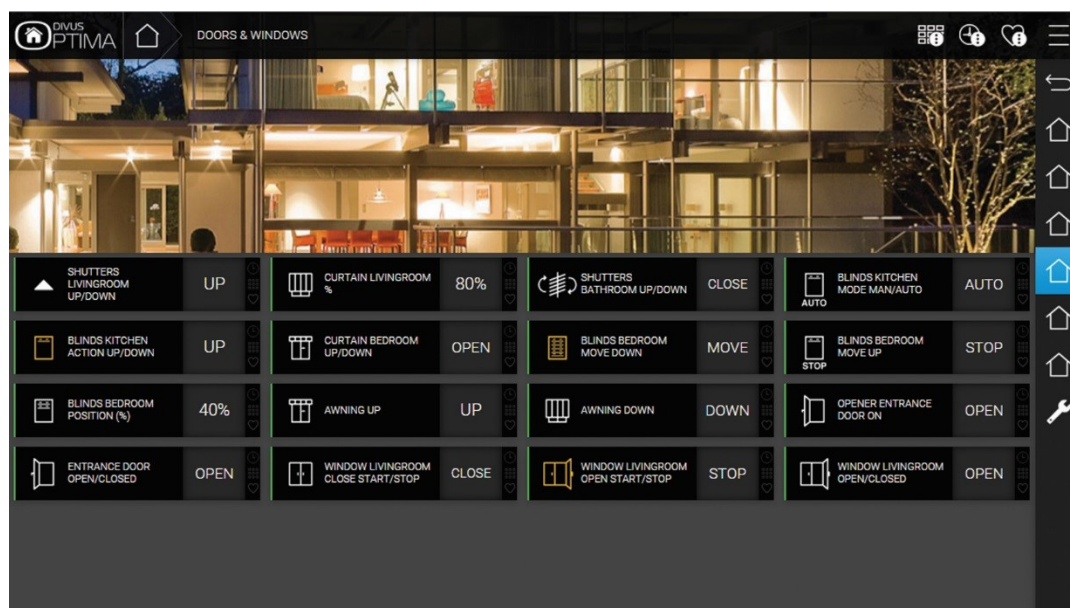 DIVUS
OPTIMA
DOORS & WINDOWS
SHUTTERS
LIVINGROOM
UP/DOWN
UP
CURTAIN LIVINGROOM
%
80%
SHUTTERS
BATHROOM UP/DOWN
CLOSE
AUTO
BLINDS KITCHEN
MODE MAN/AUTO
AUTO
BLINDS KITCHEN
ACTION UP/DOWN
UP
CURTAIN BEDROOM
UP/DOWN
OPEN
BLINDS BEDROOM
MOVE DOWN
MOVE
STOP
BLINDS BEDROOM
MOVE UP
STOP
BLINDS BEDROOM
POSITION (%)
40%
AWNING UP
UP
AWNING DOWN
DOWN
OPENER ENTRANCE
DOOR ON
OPEN
ENTRANCE DOOR
OPEN/CLOSED
OPEN
WINDOW LIVINGROOM
CLOSE START/STOP
CLOSE
WINDOW LIVINGROOM
OPEN START/STOP
STOP
WINDOW LIVINGROOM
OPEN/CLOSED
OPEN